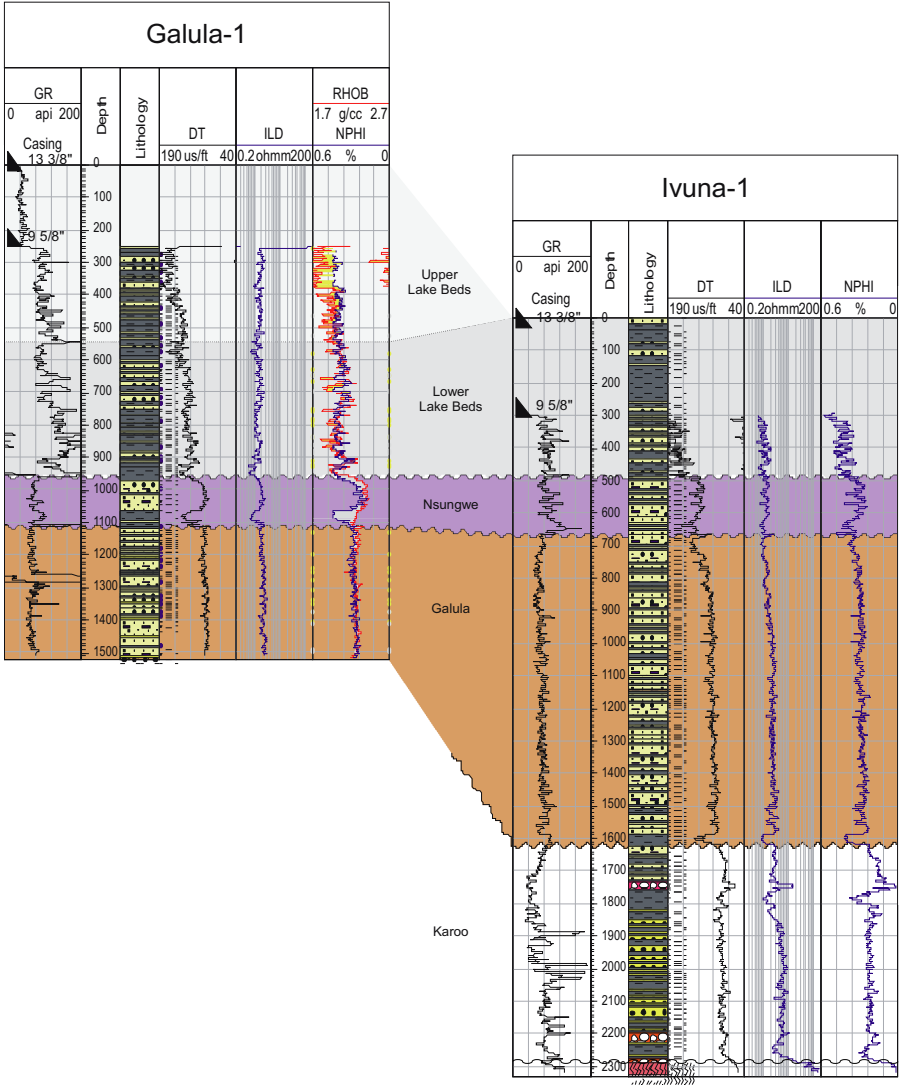 Galula-1
GR
0 api 200
Casing
13 3/8"
9 5/8"
Depth
0
100
200
300
400
500
600
700
800
900
1000
1100
1200
1300
1400
1500
Lithology
DT
190 us/ft 40
ILD
0.2 ohmm 200
RHOB
1.7 g/cc 2.7
NPHI
0.6 % 0
Upper
Lake Beds
Lower
Lake Beds
Nsungwe
Galula
Karoo
Ivuna-1
GR
0 api 200
Casing
13 3/8"
9 5/8"
Depth
0
100
200
300
400
500
600
700
800
900
1000
1100
1200
1300
1400
1500
1600
1700
1800
1900
2000
2100
2200
2300
Lithology
DT
190 us/ft 40
ILD
0.2ohmm200
NPHI
0.6 % 0